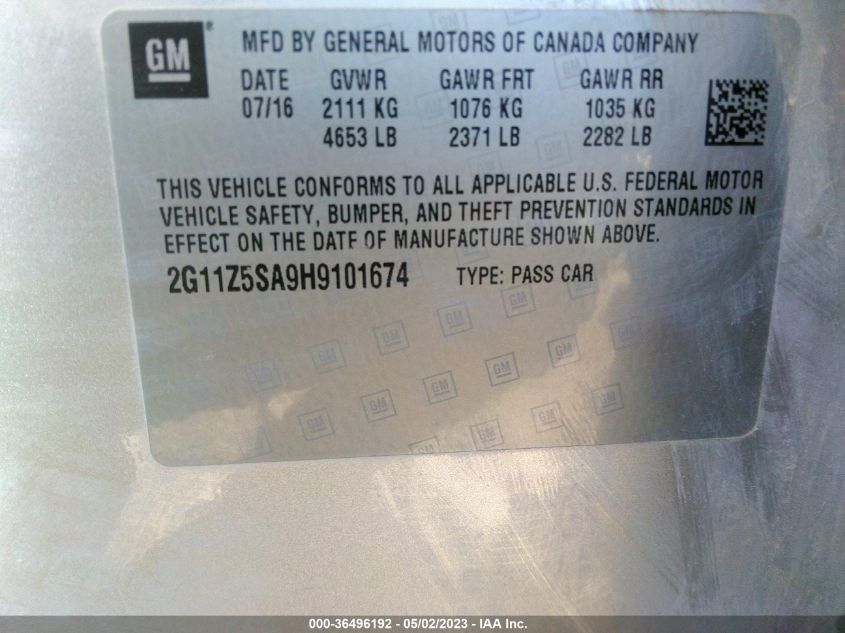 GM
MFD BY GENERAL MOTORS OF CANADA COMPANY
DATE GVWR GAWR FRT GAWR RR
07/16 2111 KG 1076 KG 1035 KG
4653 LB 2371 LB 2282 LB
THIS VEHICLE CONFORMS TO ALL APPLICABLE U.S. FEDERAL MOTOR
VEHICLE SAFETY, BUMPER, AND THEFT PREVENTION STANDARDS IN
EFFECT ON THE DATE OF MANUFACTURE SHOWN ABOVE.
2G11Z5SA9H9101674 TYPE: PASS CAR
000-36496192 - 05/02/2023 - IAA Inc.